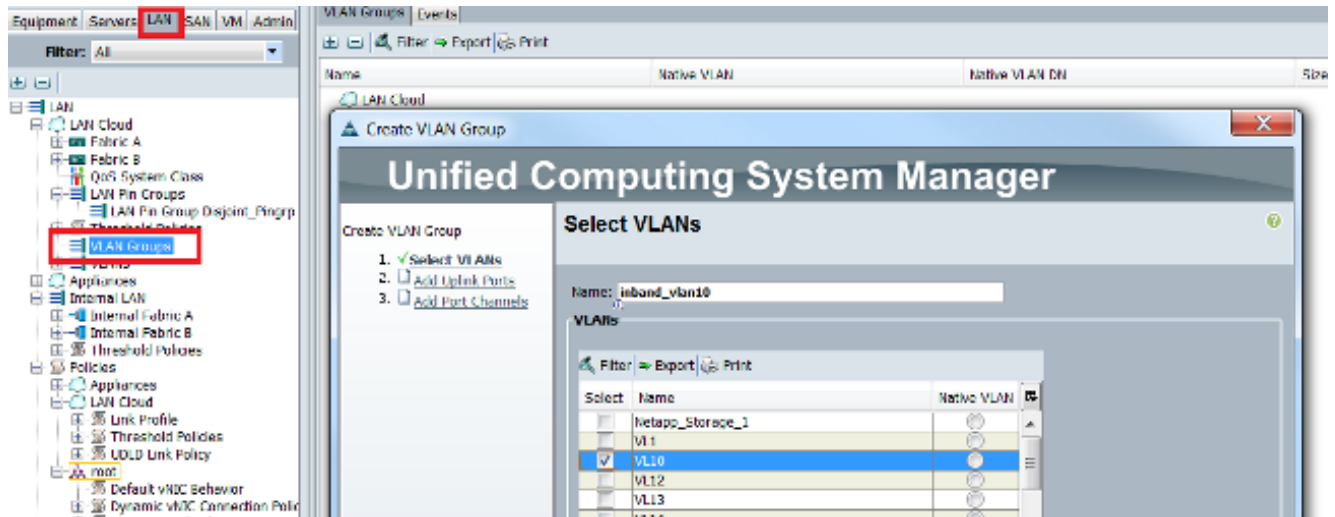 Equipment Servers LAN SAN VM Admin
Filter: All
LAN
LAN Cloud
Fabric A
Fabric B
QoS System Class
LAN Pin Groups
LAN Pin Group Disjoint_Pingrp
Threshold Policies
VLAN Groups
VLANs
Appliances
Internal LAN
Internal Fabric A
Internal Fabric B
Threshold Policies
Policies
Appliances
LAN Cloud
Link Profile
Threshold Policies
UDLD Link Policy
root
Default vNIC Behavior
Dynamic vNIC Connection Polic
VLAN Groups Events
Filter Export Print
Name Native VLAN Native VLAN DN Size
LAN Cloud
Create VLAN Group
Unified Computing System Manager
Create VLAN Group
1. Select VLANs
2. Add Uplink Ports
3. Add Port Channels
Select VLANs
Name: inband_vlan10
VLANs
Filter Export Print
Select Name Native VLAN
Netapp_Storage_1
VL1
VL10
VL12
VL13